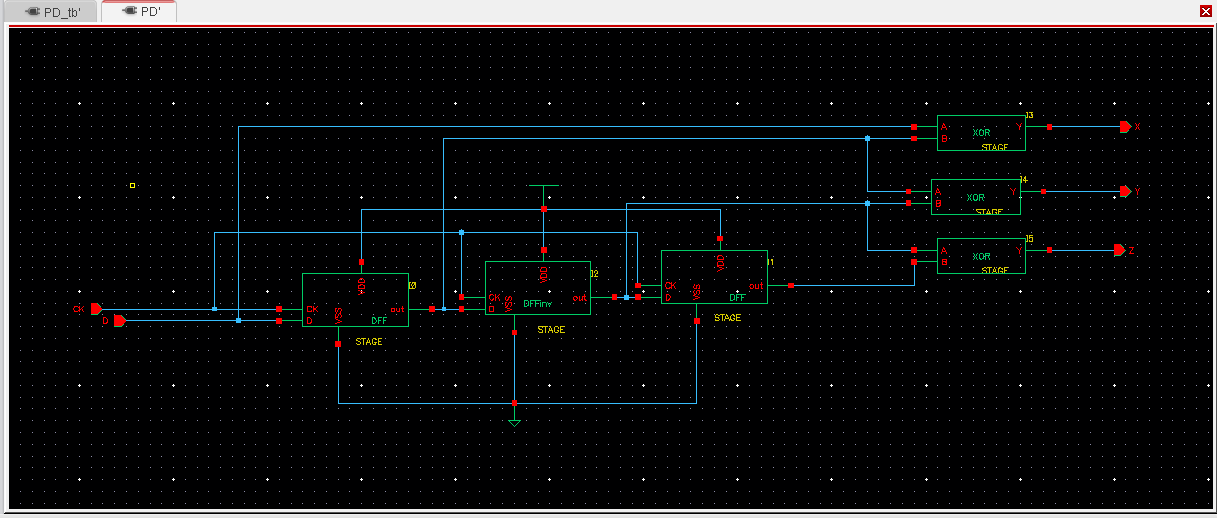 PD_tb'
PD'
I3
A
Y
XOR
B
STAGE
X
I4
A
Y
XOR
B
STAGE
Y
I5
A
Y
XOR
B
STAGE
Z
VDD
I1
CK
VSS
out
D
DFF
STAGE
VDD
I2
CK
VSS
out
D
DFFinv
STAGE
VDD
CK
VSS
out
D
DFF
STAGE
CK
D